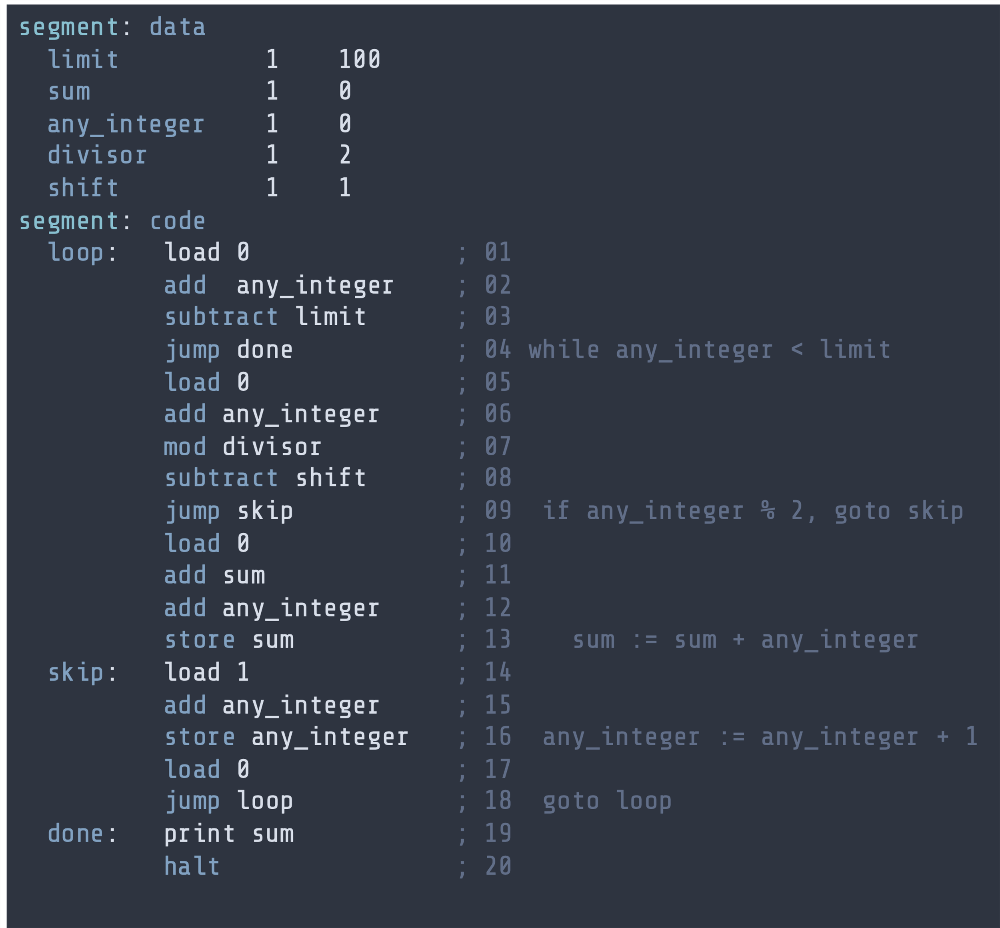 segment: data
limit 1 100
sum 1 0
any_integer 1 0
divisor 1 2
shift 1 1
segment: code
loop: load 0 ; 01
add any_integer ; 02
subtract limit ; 03
jump done ; 04 while any_integer < limit
load 0 ; 05
add any_integer ; 06
mod divisor ; 07
subtract shift ; 08
jump skip ; 09 if any_integer % 2, goto skip
load 0 ; 10
add sum ; 11
add any_integer ; 12
store sum ; 13 sum := sum + any_integer
skip: load 1 ; 14
add any_integer ; 15
store any_integer ; 16 any_integer := any_integer + 1
load 0 ; 17
jump loop ; 18 goto loop
done: print sum ; 19
halt ; 20